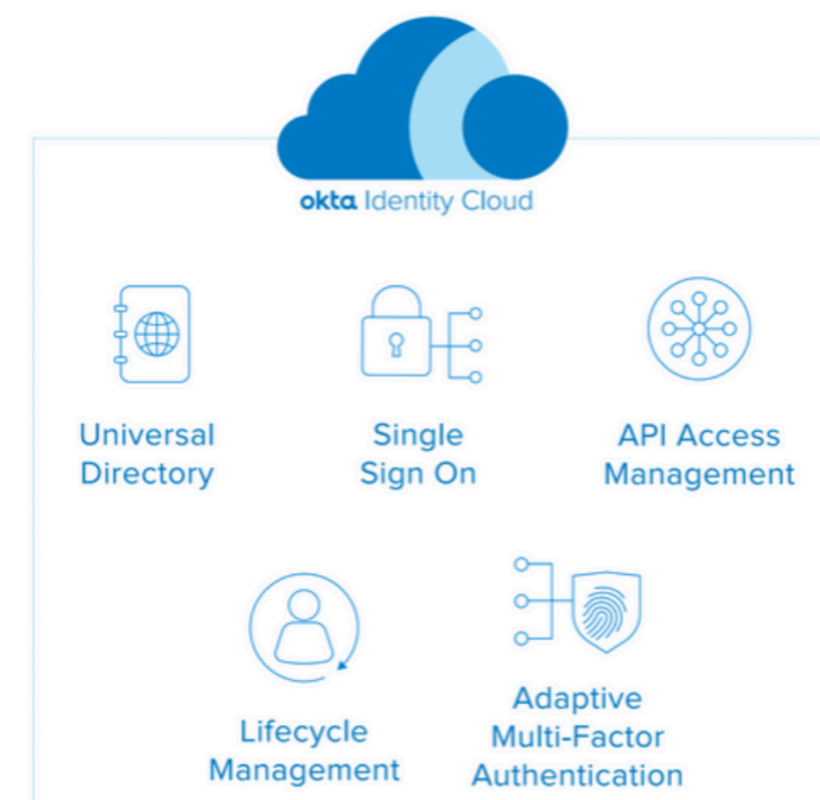 okta Identity Cloud
Universal
Directory
Single
Sign On
API Access
Management
Lifecycle
Management
Adaptive
Multi-Factor
Authentication